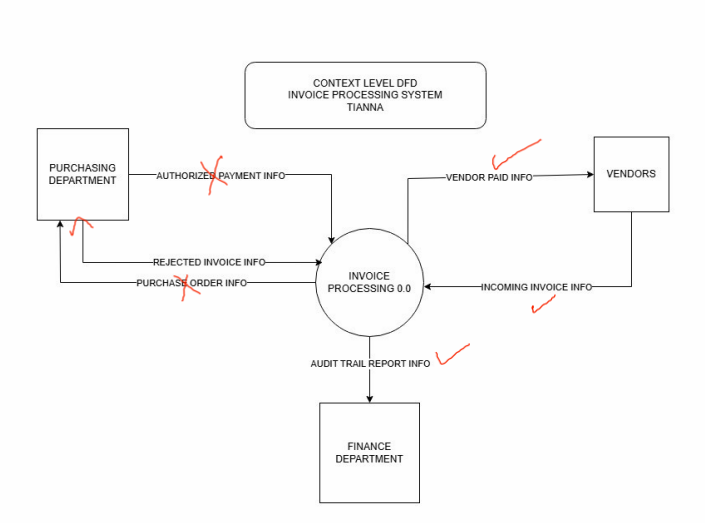 CONTEXT LEVEL DFD
INVOICE PROCESSING SYSTEM
TIANNA
PURCHASING
DEPARTMENT
AUTHORIZED PAYMENT INFO
VENDOR PAID INFO
VENDORS
REJECTED INVOICE INFO
PURCHASE ORDER INFO
INVOICE
PROCESSING 0.0
INCOMING INVOICE INFO
AUDIT TRAIL REPORT INFO
FINANCE
DEPARTMENT